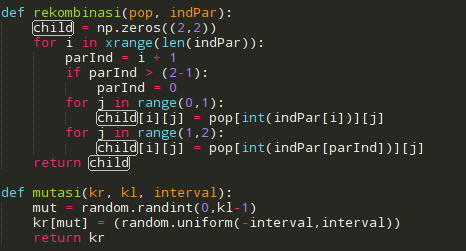 def rekombinasi(pop, indPar):
    child = np.zeros((2,2))
    for i in xrange(len(indPar)):
        parInd = i + 1
        if parInd > (2-1):
            parInd = 0
        for j in range(0,1):
            child[i][j] = pop[int(indPar[i])][j]
        for j in range(1,2):
            child[i][j] = pop[int(indPar[parInd])][j]
    return child

def mutasi(kr, kl, interval):
    mut = random.randint(0,kl-1)
    kr[mut] = (random.uniform(-interval,interval))
    return kr